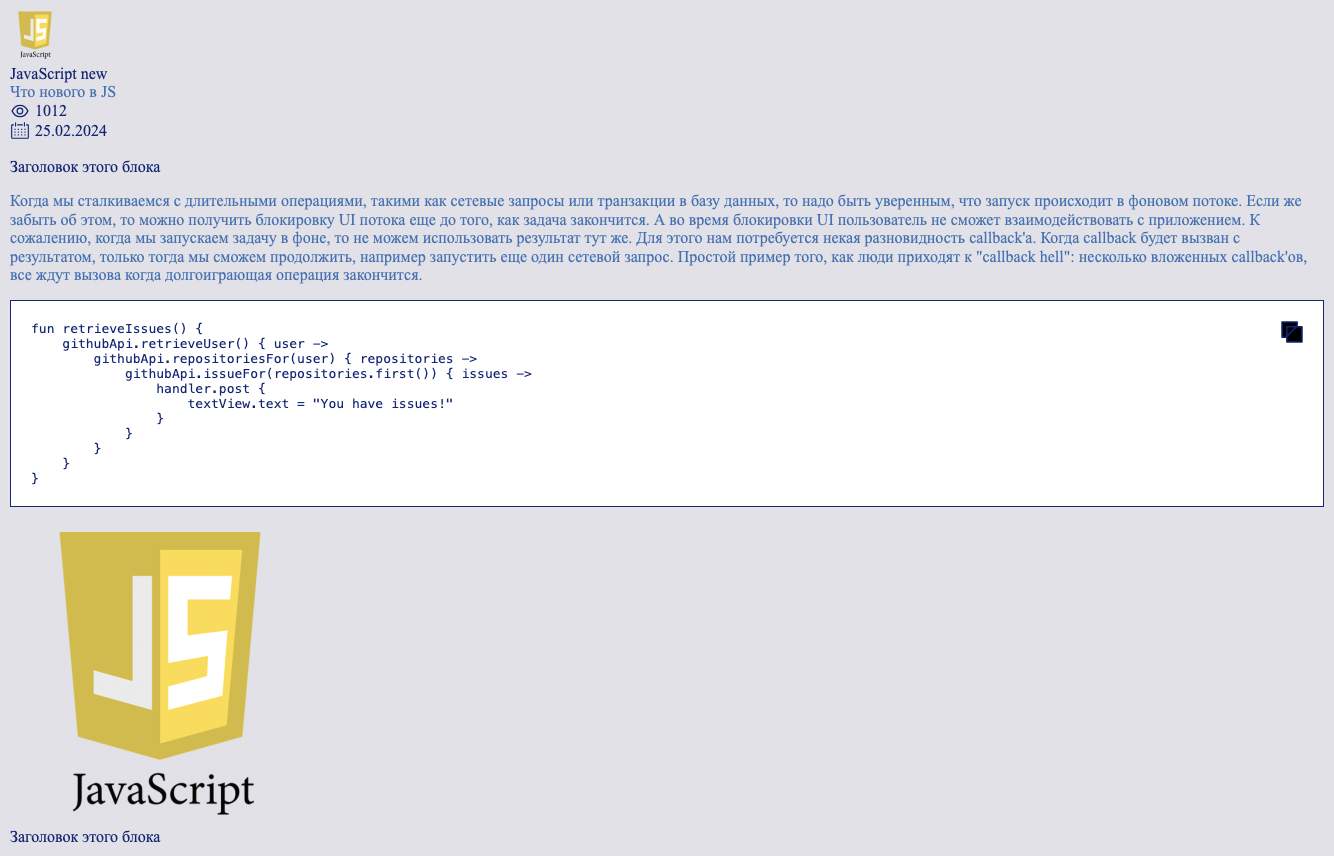 JS
JavaScript
JavaScript new
Что нового в JS
1012
25.02.2024
Заголовок этого блока
Когда мы сталкиваемся с длительными операциями, такими как сетевые запросы или транзакции в базу данных, то надо быть уверенным, что запуск происходит в фоновом потоке. Если же
забыть об этом, то можно получить блокировку UI потока еще до того, как задача закончится. А во время блокировки UI пользователь не сможет взаимодействовать с приложением. К
сожалению, когда мы запускаем задачу в фоне, то не можем использовать результат тут же. Для этого нам потребуется некая разновидность callback'а. Когда callback будет вызван с
результатом, только тогда мы сможем продолжить, например запустить еще один сетевой запрос. Простой пример того, как люди приходят к "callback hell": несколько вложенных callback'ов,
все ждут вызова когда долгоиграющая операция закончится.
fun retrieveIssues() {
    githubApi.retrieveUser() { user ->
        githubApi.repositoriesFor(user) { repositories ->
            githubApi.issueFor(repositories.first()) { issues ->
                handler.post {
                    textView.text = "You have issues!"
                }
            }
        }
    }
}
JS
JavaScript
Заголовок этого блока